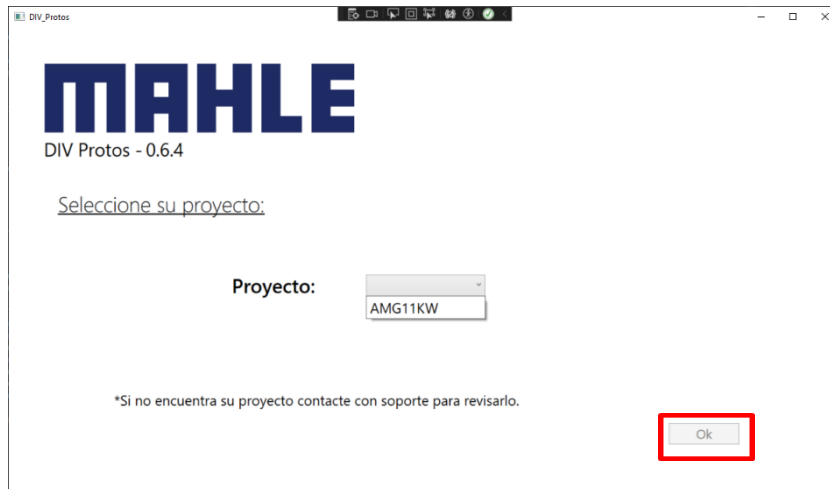 DIV_Protos
MAHLE
DIV Protos - 0.6.4
Seleccione su proyecto:
Proyecto:
AMG11KW
*Si no encuentra su proyecto contacte con soporte para revisarlo.
Ok